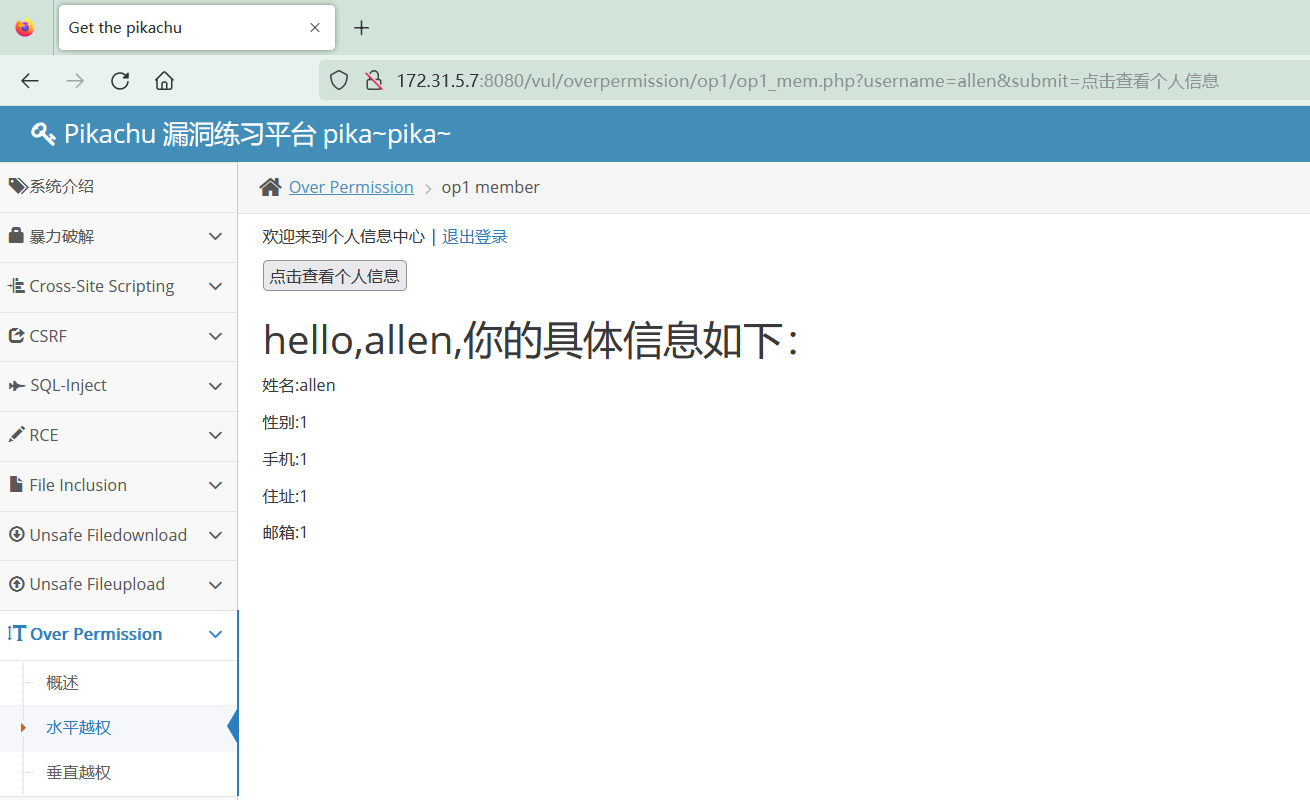 Get the pikachu
172.31.5.7:8080/vul/overpermission/op1/op1_mem.php?username=allen&submit=点击查看个人信息
Pikachu 漏洞练习平台 pika~pika~
系统介绍
暴力破解
Cross-Site Scripting
CSRF
SQL-Inject
RCE
File Inclusion
Unsafe Filedownload
Unsafe Fileupload
Over Permission
概述
水平越权
垂直越权
Over Permission > op1 member
欢迎来到个人信息中心 | 退出登录
点击查看个人信息
hello,allen,你的具体信息如下：
姓名:allen
性别:1
手机:1
住址:1
邮箱:1